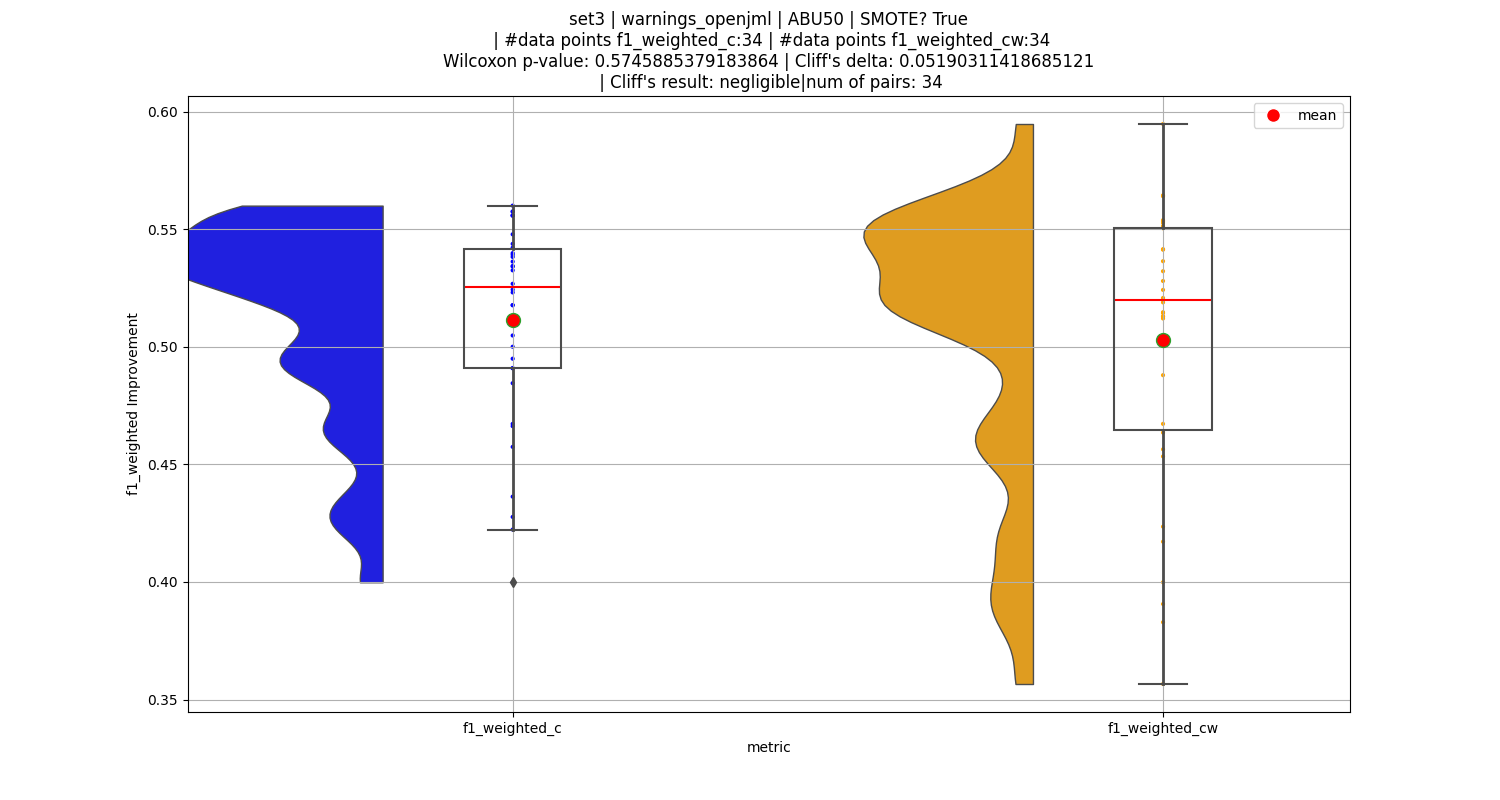 set3 | warnings_openjml | ABU50 | SMOTE? True
| #data points f1_weighted_c:34 | #data points f1_weighted_cw:34
Wilcoxon p-value: 0.5745885379183864 | Cliff's delta: 0.05190311418685121
| Cliff's result: negligible|num of pairs: 34
mean
0.60
0.55
0.50
0.45
0.40
0.35
f1_weighted Improvement
f1_weighted_c
f1_weighted_cw
metric